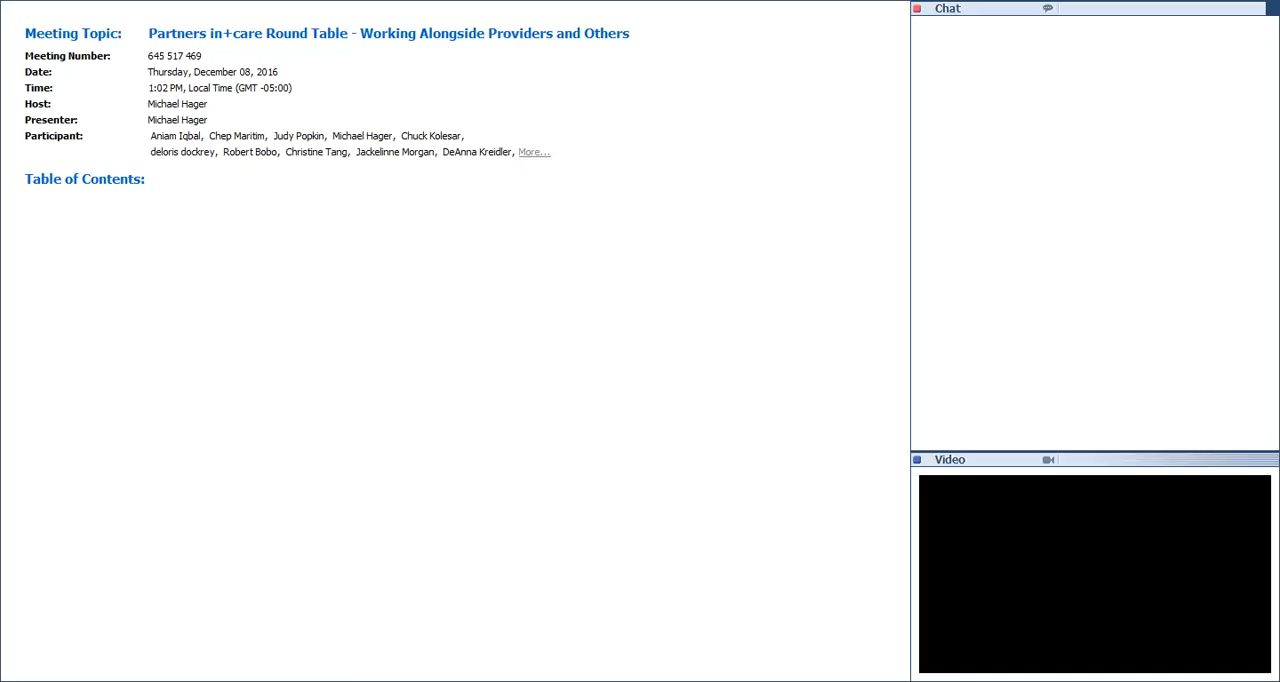 Meeting Topic: Partners in+care Round Table - Working Alongside Providers and Others
Meeting Number: 645 517 469
Date: Thursday, December 08, 2016
Time: 1:02 PM, Local Time (GMT -05:00)
Host: Michael Hager
Presenter: Michael Hager
Participant: Aniam Iqbal, Chep Maritim, Judy Popkin, Michael Hager, Chuck Kolesar,
deloris dockrey, Robert Bobo, Christine Tang, Jackelinne Morgan, DeAnna Kreidler, More...
Table of Contents:
Chat
Video